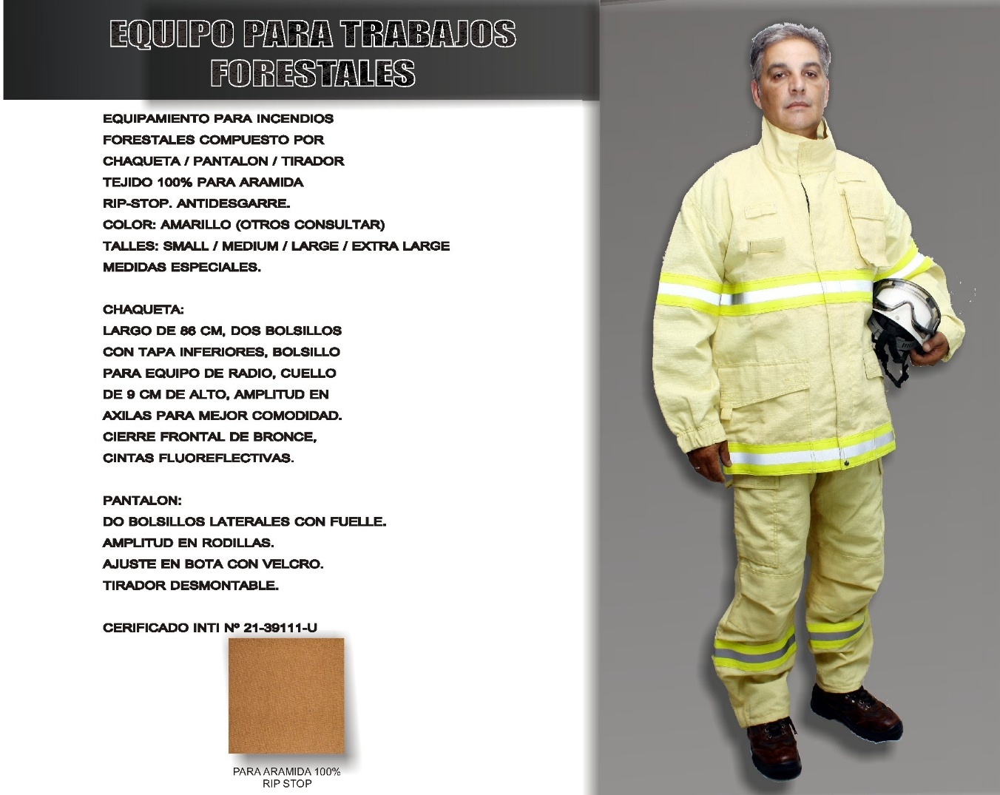 EQUIPO PARA TRABAJOS
FORESTALES
EQUIPAMIENTO PARA INCENDIOS
FORESTALES COMPUESTO POR
CHAQUETA / PANTALON / TIRADOR
TEJIDO 100% PARA ARAMIDA
RIP-STOP. ANTIDESGARRE.
COLOR: AMARILLO (OTROS CONSULTAR)
TALLES: SMALL / MEDIUM / LARGE / EXTRA LARGE
MEDIDAS ESPECIALES.
CHAQUETA:
LARGO DE 86 CM, DOS BOLSILLOS
CON TAPA INFERIORES, BOLSILLO
PARA EQUIPO DE RADIO, CUELLO
DE 9 CM DE ALTO, AMPLITUD EN
AXILAS PARA MEJOR COMODIDAD.
CIERRE FRONTAL DE BRONCE,
CINTAS FLUOREFLECTIVAS.
PANTALON:
DO BOLSILLOS LATERALES CON FUELLE.
AMPLITUD EN RODILLAS.
AJUSTE EN BOTA CON VELCRO.
TIRADOR DESMONTABLE.
CERIFICADO INTI Nº 21-39111-U
PARA ARAMIDA 100%
RIP STOP